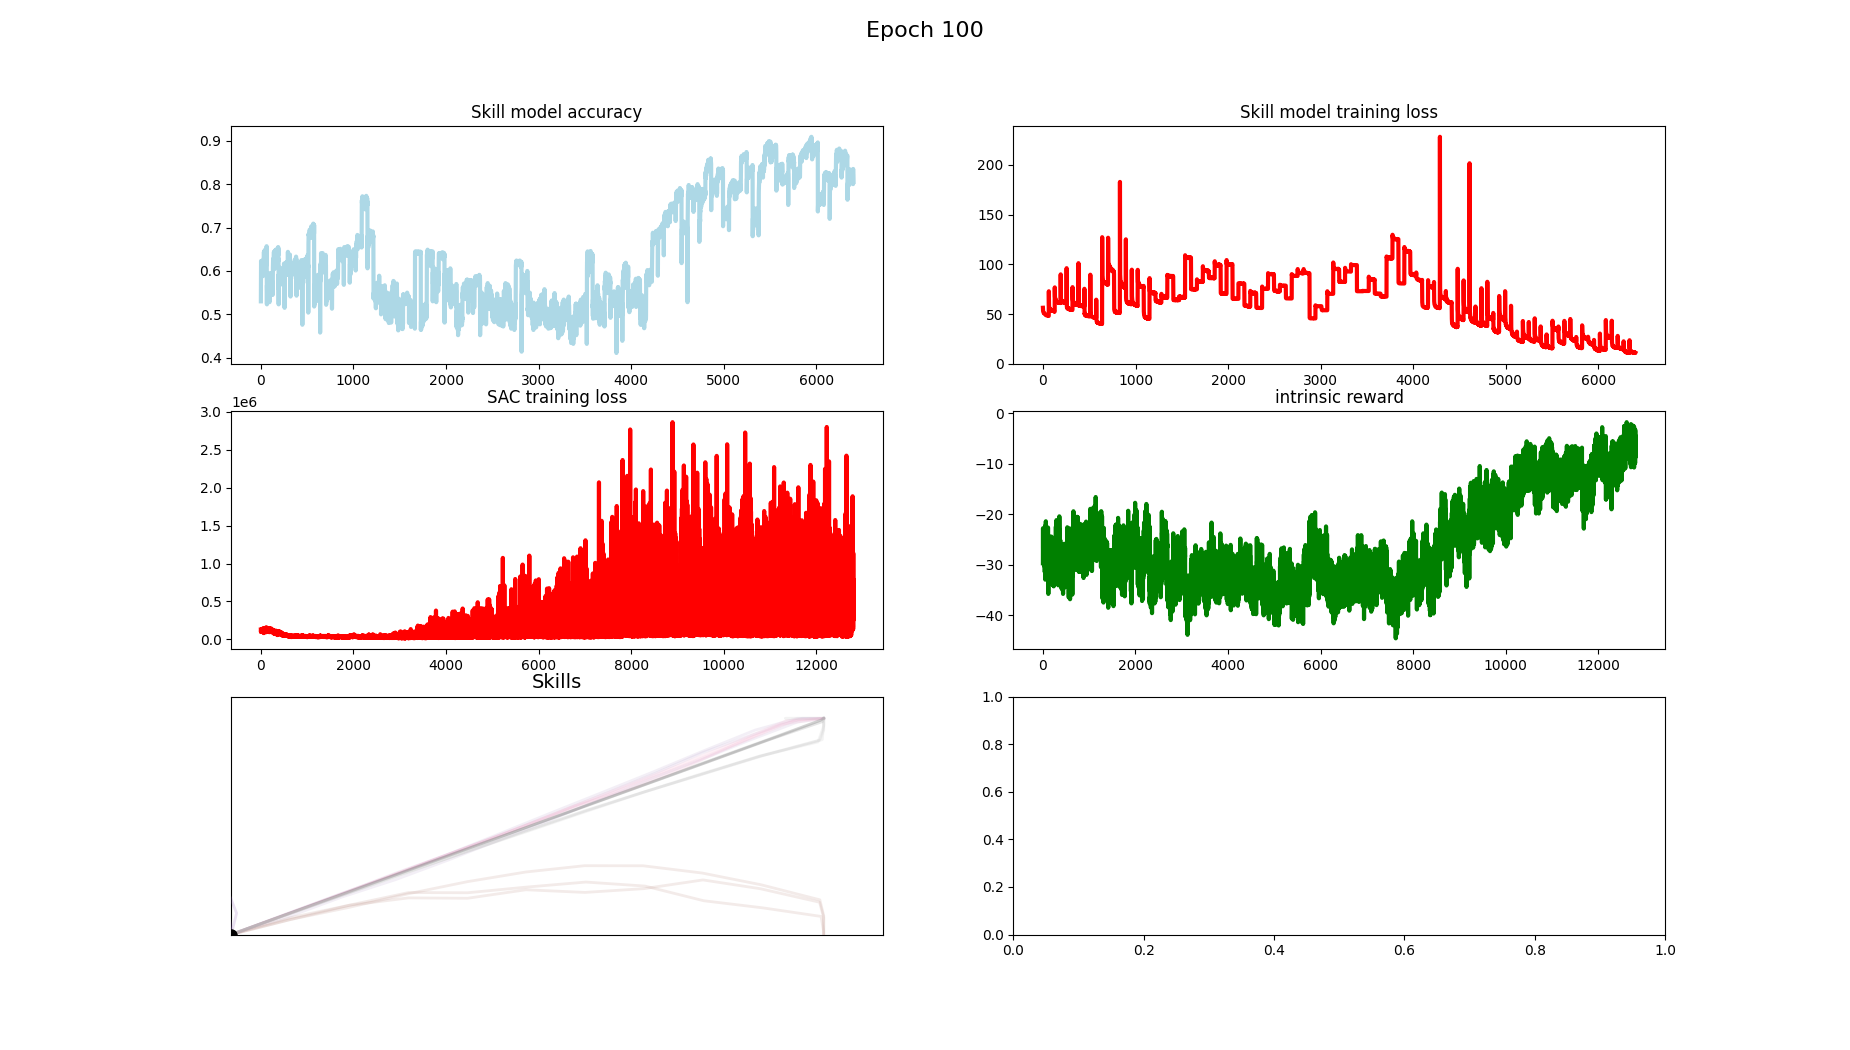 Epoch 100
Skill model accuracy
0.9
0.8
0.7
0.6
0.5
0.4
0 1000 2000 3000 4000 5000 6000
Skill model training loss
200
150
100
50
0
0 1000 2000 3000 4000 5000 6000
SAC training loss
1e6
3.0
2.5
2.0
1.5
1.0
0.5
0.0
0 2000 4000 6000 8000 10000 12000
intrinsic reward
0
−10
−20
−30
−40
0 2000 4000 6000 8000 10000 12000
Skills
1.0
0.8
0.6
0.4
0.2
0.0
0.0 0.2 0.4 0.6 0.8 1.0